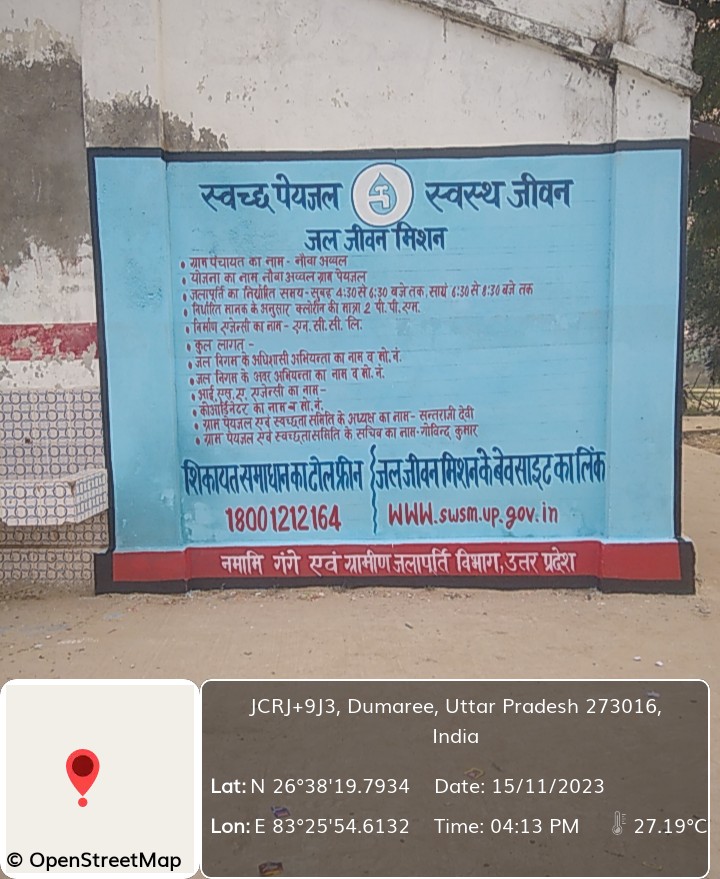 स्वच्छ पेयजल स्वस्थ जीवन
जल जीवन मिशन
• ग्राम पंचायत का नाम- नौवा अव्वल
• योजना का नाम नौवा अव्वल ग्राम पेयजल
• जलापूर्ति का निर्धारित समय-सुबह 4:30 से 6:30 बजे तक, सायं 6:30 से 8:30 बजे तक
• निर्धारित मानक के अनुसार क्लोरीन की मात्रा 2 पी.पी.एम.
• निर्माण एजेन्सी का नाम- एन.सी.सी. लि.
• कुल लागत -
• जल निगम के अधिशासी अभियन्ता का नाम व मो.नं.
• जल निगम के अवर अभियन्ता का नाम व मो.नं.
• आई.एस.ए. एजेन्सी का नाम-
• कोआर्डिनेटर का नाम व मो.नं.
• ग्राम पेयजल एवं स्वच्छता समिति के अध्यक्ष का नाम- सन्तराजी देवी
• ग्राम पेयजल एवं स्वच्छता समिति के सचिव का नाम-गोविन्द कुमार
शिकायत समाधान का टोल फ्रीन जल जीवन मिशन के बेवसाइट का लिंक
18001212164 WWW.swsm.up.gov.in
नमामि गंगे एवं ग्रामीण जलापर्ति विभाग, उत्तर प्रदेश
JCRJ+9J3, Dumaree, Uttar Pradesh 273016,
India
Lat: N 26°38'19.7934 Date: 15/11/2023
Lon: E 83°25'54.6132 Time: 04:13 PM 27.19°C
© OpenStreetMap